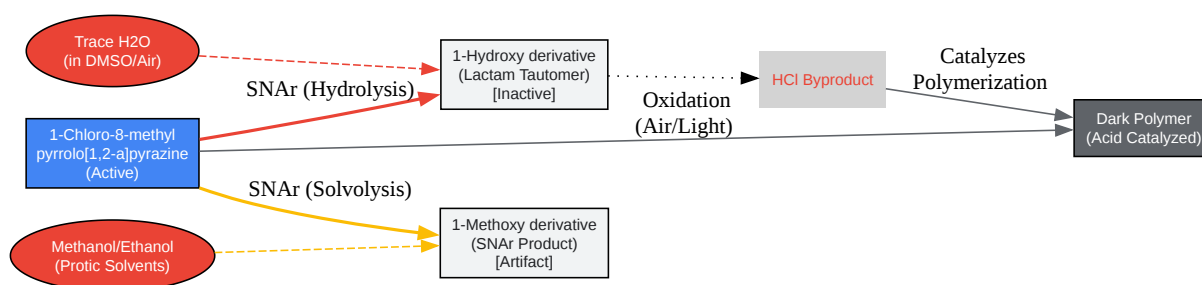 Trace H2O
(in DMSO/Air)
1-Chloro-8-methyl
pyrrolo[1,2-a]pyrazine
(Active)
Methanol/Ethanol
(Protic Solvents)
SNAr (Hydrolysis)
SNAr (Solvolysis)
1-Hydroxy derivative
(Lactam Tautomer)
[Inactive]
1-Methoxy derivative
(SNAr Product)
[Artifact]
Oxidation
(Air/Light)
HCl Byproduct
Catalyzes
Polymerization
Dark Polymer
(Acid Catalyzed)